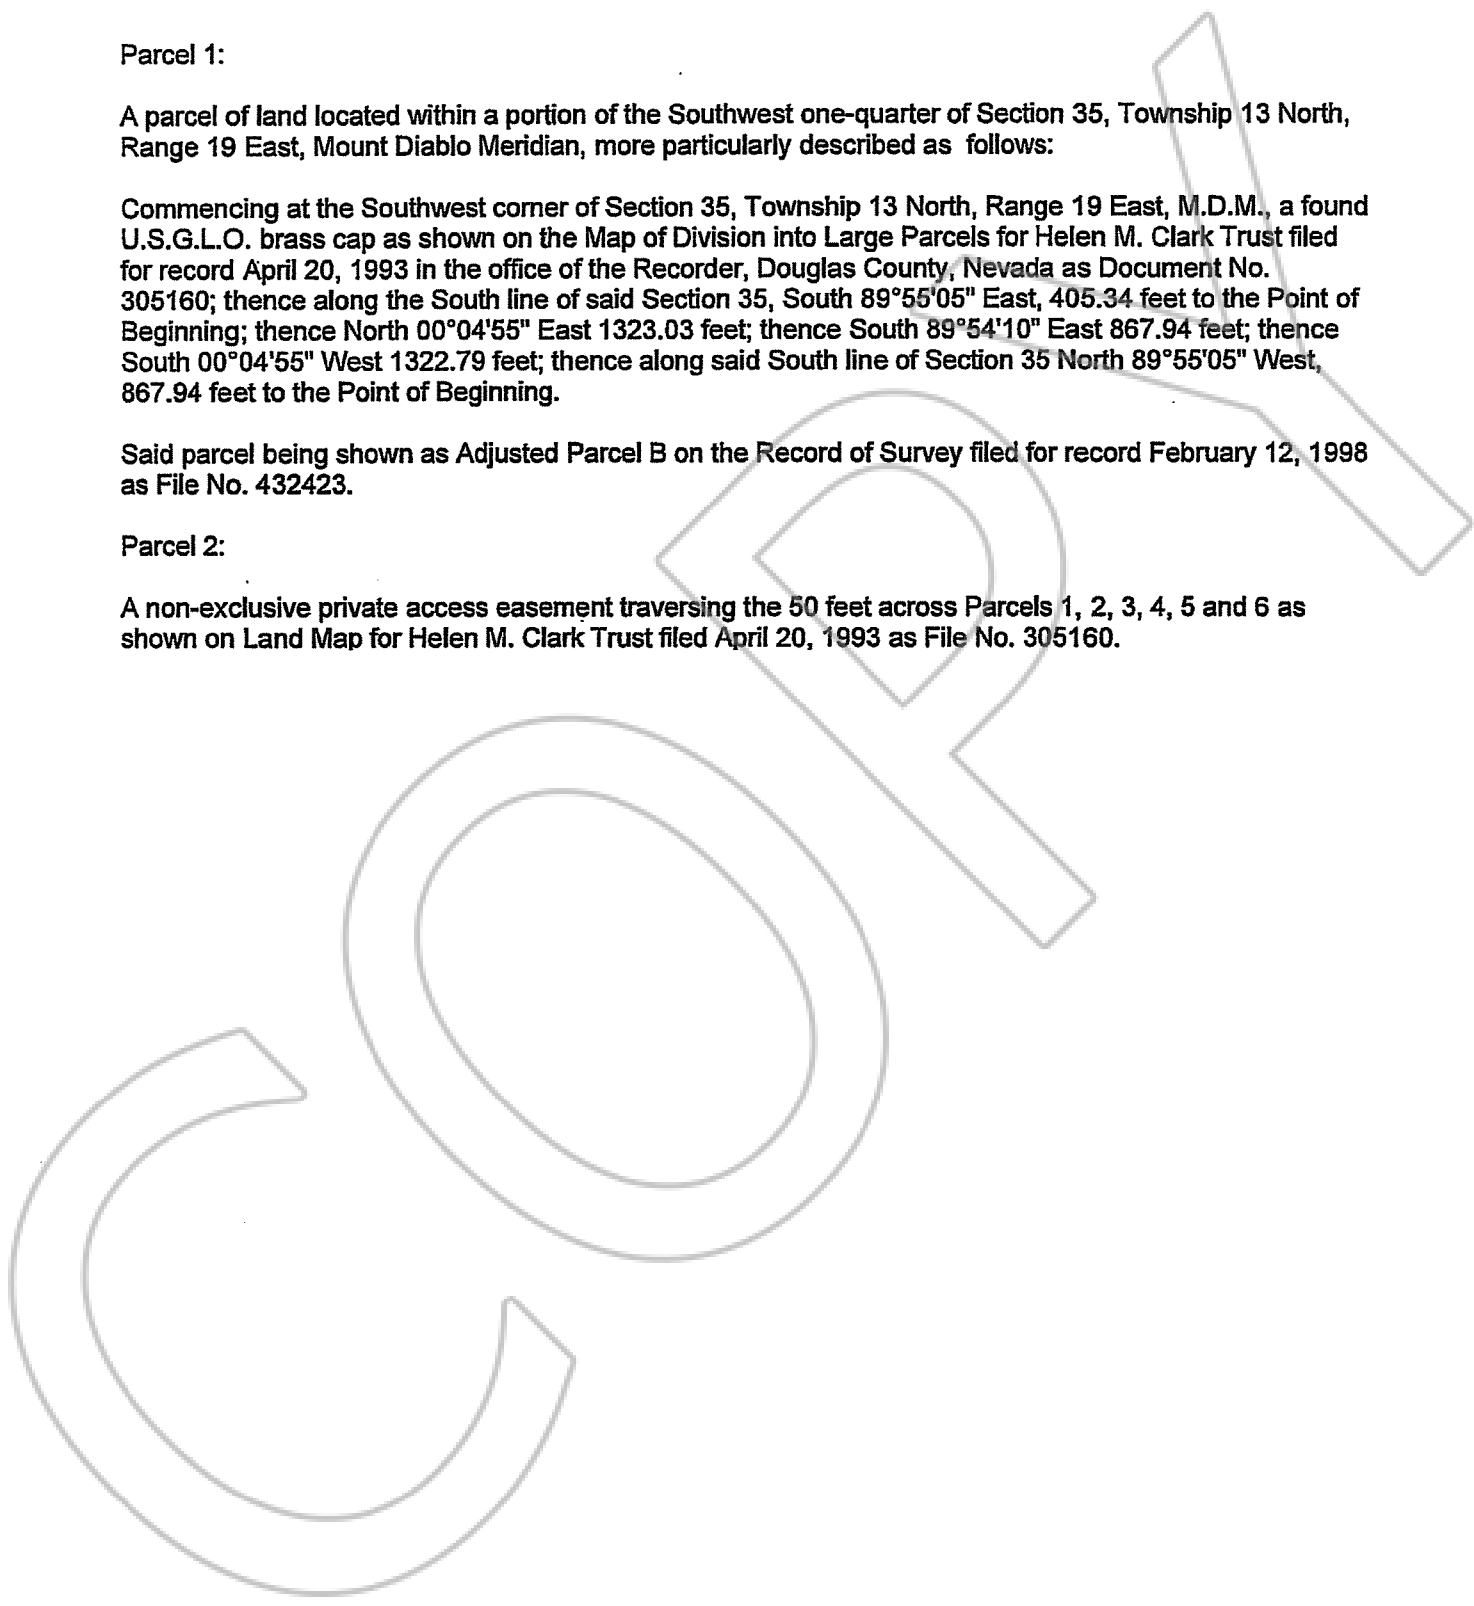 Parcel 1:
A parcel of land located within a portion of the Southwest one-quarter of Section 35, Township 13 North,
Range 19 East, Mount Diablo Meridian, more particularly described as follows:
Commencing at the Southwest corner of Section 35, Township 13 North, Range 19 East, M.D.M., a found
U.S.G.L.O. brass cap as shown on the Map of Division into Large Parcels for Helen M. Clark Trust filed
for record April 20, 1993 in the office of the Recorder, Douglas County, Nevada as Document No.
305160; thence along the South line of said Section 35, South 89°55'05" East, 405.34 feet to the Point of
Beginning; thence North 00°04'55" East 1323.03 feet; thence South 89°54'10" East 867.94 feet; thence
South 00°04'55" West 1322.79 feet; thence along said South line of Section 35 North 89°55'05" West,
867.94 feet to the Point of Beginning.
Said parcel being shown as Adjusted Parcel B on the Record of Survey filed for record February 12, 1998
as File No. 432423.
Parcel 2:
A non-exclusive private access easement traversing the 50 feet across Parcels 1, 2, 3, 4, 5 and 6 as
shown on Land Map for Helen M. Clark Trust filed April 20, 1993 as File No. 305160.
COPY